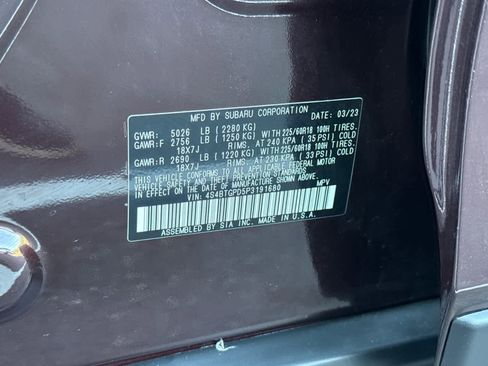 MFD BY SUBARU CORPORATION DATE: 03/23
GVWR: 5026 LB (2280 KG)
GAWR:F 2756 LB (1250 KG) WITH 225/60R18 100H TIRES.
18X7J RIMS. AT 240 KPA ( 35 PSI) COLD
GAWR:R 2690 LB (1220 KG) WITH 225/60R18 100H TIRES.
18X7J RIMS. AT 230 KPA ( 33 PSI) COLD
THIS VEHICLE CONFORMS TO ALL APPLICABLE FEDERAL MOTOR
VEHICLE SAFETY AND THEFT PREVENTION STANDARDS
IN EFFECT ON THE DATE OF MANUFACTURE SHOWN ABOVE.
VIN: 4S4BTGPD5P3191680 MPV
ASSEMBLED BY SIA INC. MADE IN U.S.A.